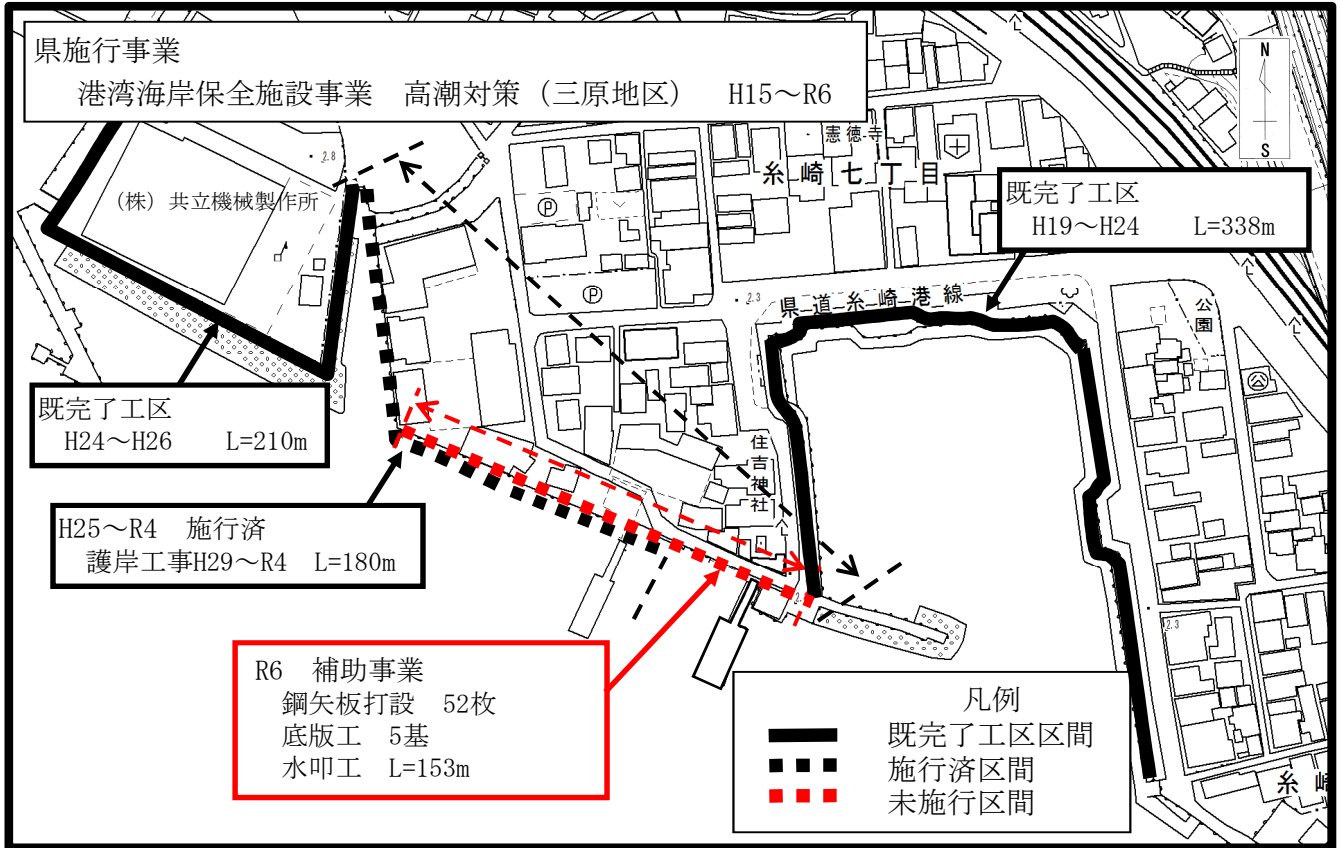 県施行事業
港湾海岸保全施設事業　高潮対策（三原地区）　H15～R6
N
S
憲徳寺
糸崎七丁目
2.8
（株）共立機械製作所
既完了工区
H19～H24　L=338m
P
P
2.3
県道糸崎港線
公園
既完了工区
H24～H26　L=210m
住吉神社
H25～R4　施行済
護岸工事H29～R4　L=180m
2.3
R6　補助事業
鋼矢板打設　52枚
底版工　5基
水叩工　L=153m
凡例
既完了工区区間
施行済区間
未施行区間
糸崎